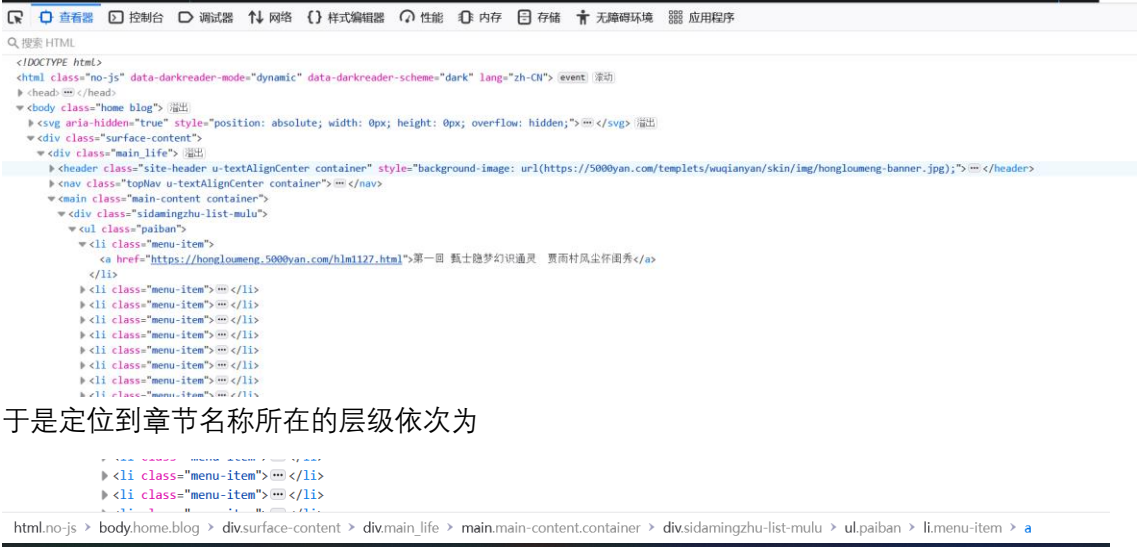 查看器 控制台 调试器 网络 {} 样式编辑器 性能 内存 存储 无障碍环境 应用程序
搜索 HTML
<!DOCTYPE html>
<html class="no-js" data-darkreader-mode="dynamic" data-darkreader-scheme="dark" lang="zh-CN"> event 滚动
<head> ⋯ </head>
<body class="home blog"> 溢出
<svg aria-hidden="true" style="position: absolute; width: 0px; height: 0px; overflow: hidden;"> ⋯ </svg> 溢出
<div class="surface-content">
<div class="main_life"> 溢出
<header class="site-header u-textAlignCenter container" style="background-image: url(https://5000yan.com/templets/wuqianyan/skin/img/hongloumeng-banner.jpg);"> ⋯ </header>
<nav class="topNav u-textAlignCenter container"> ⋯ </nav>
<main class="main-content container">
<div class="sidamingzhu-list-mulu">
<ul class="paiban">
<li class="menu-item">
<a href="https://hongloumeng.5000yan.com/hlm1127.html">第一回 甄士隐梦幻识通灵　贾雨村风尘怀闺秀</a>
</li>
<li class="menu-item"> ⋯ </li>
<li class="menu-item"> ⋯ </li>
<li class="menu-item"> ⋯ </li>
<li class="menu-item"> ⋯ </li>
<li class="menu-item"> ⋯ </li>
<li class="menu-item"> ⋯ </li>
<li class="menu-item"> ⋯ </li>
<li class="menu-item"> ⋯ </li>
于是定位到章节名称所在的层级依次为
<li class="menu-item"> ⋯ </li>
<li class="menu-item"> ⋯ </li>
html.no-js > body.home.blog > div.surface-content > div.main_life > main.main-content.container > div.sidamingzhu-list-mulu > ul.paiban > li.menu-item > a